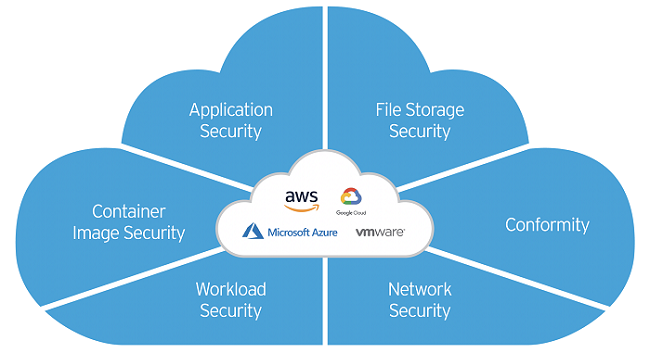 Application
Security
File Storage
Security
Container
Image Security
aws
Google Cloud
Microsoft Azure
vmware
Conformity
Workload
Security
Network
Security